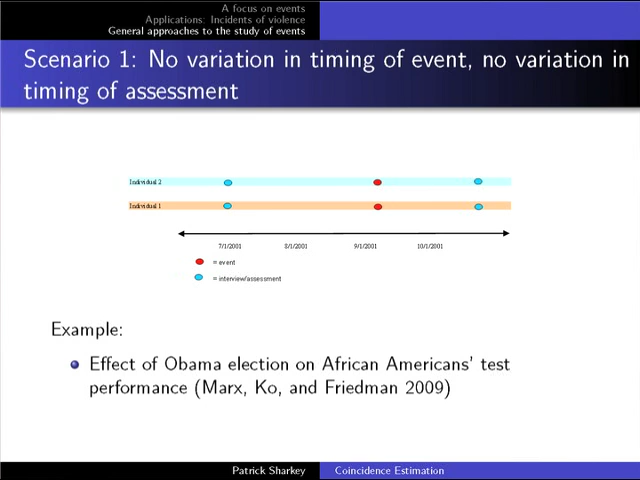 A focus on events
Applications: Incidents of violence
General approaches to the study of events
Scenario 1: No variation in timing of event, no variation in
timing of assessment
Individual 2
Individual 1
7/1/2001 8/1/2001 9/1/2001 10/1/2001
= event
= interview/assessment
Example:
Effect of Obama election on African Americans' test
performance (Marx, Ko, and Friedman 2009)
Patrick Sharkey Coincidence Estimation